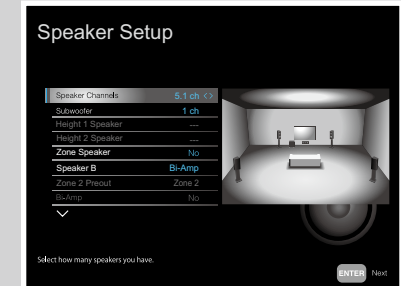 Speaker Setup
Speaker Channels 5.1 ch <>
Subwoofer 1 ch
Height 1 Speaker ---
Height 2 Speaker ---
Zone Speaker No
Speaker B Bi-Amp
Zone 2 Preout Zone 2
Bi-Amp No
Select how many speakers you have.
ENTER Next